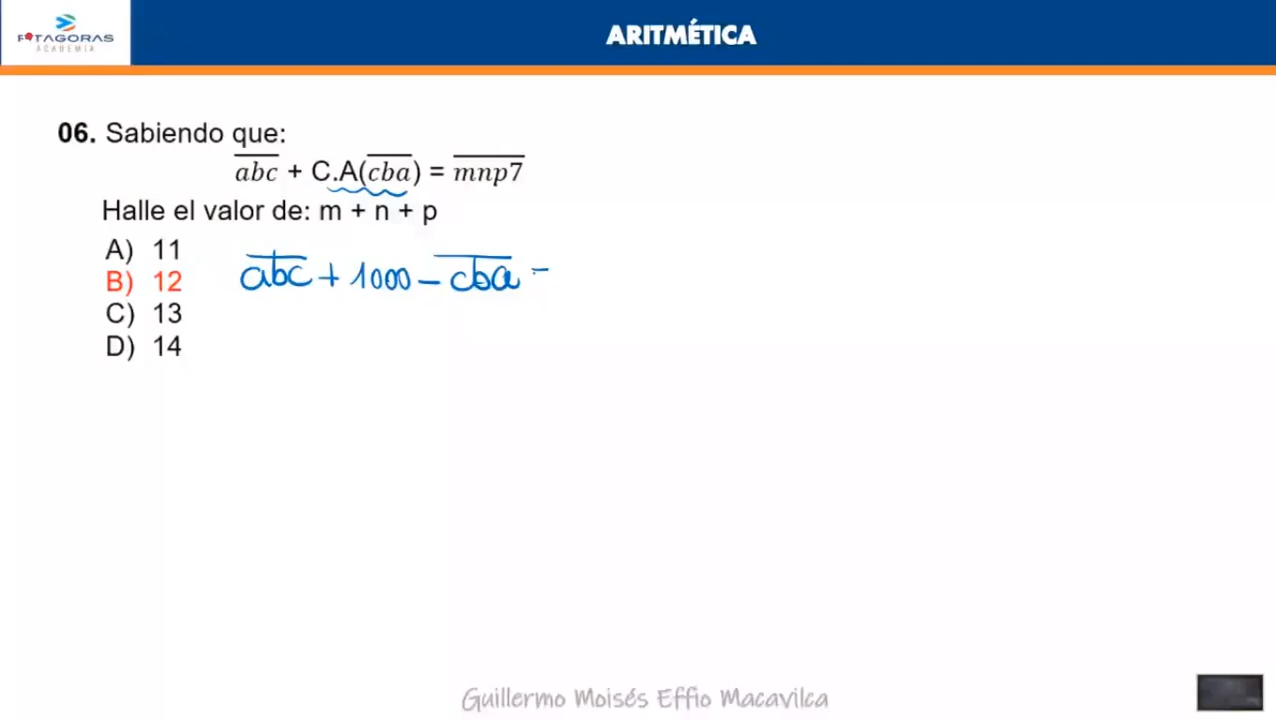 PITAGORAS
ACADEMIA
ARITMÉTICA
06. Sabiendo que:
abc + C.A(cba) = mnp7
Halle el valor de: m + n + p
A) 11
B) 12
C) 13
D) 14
abc + 1000 - cba =
Guillermo Moisés Effio Macavilca